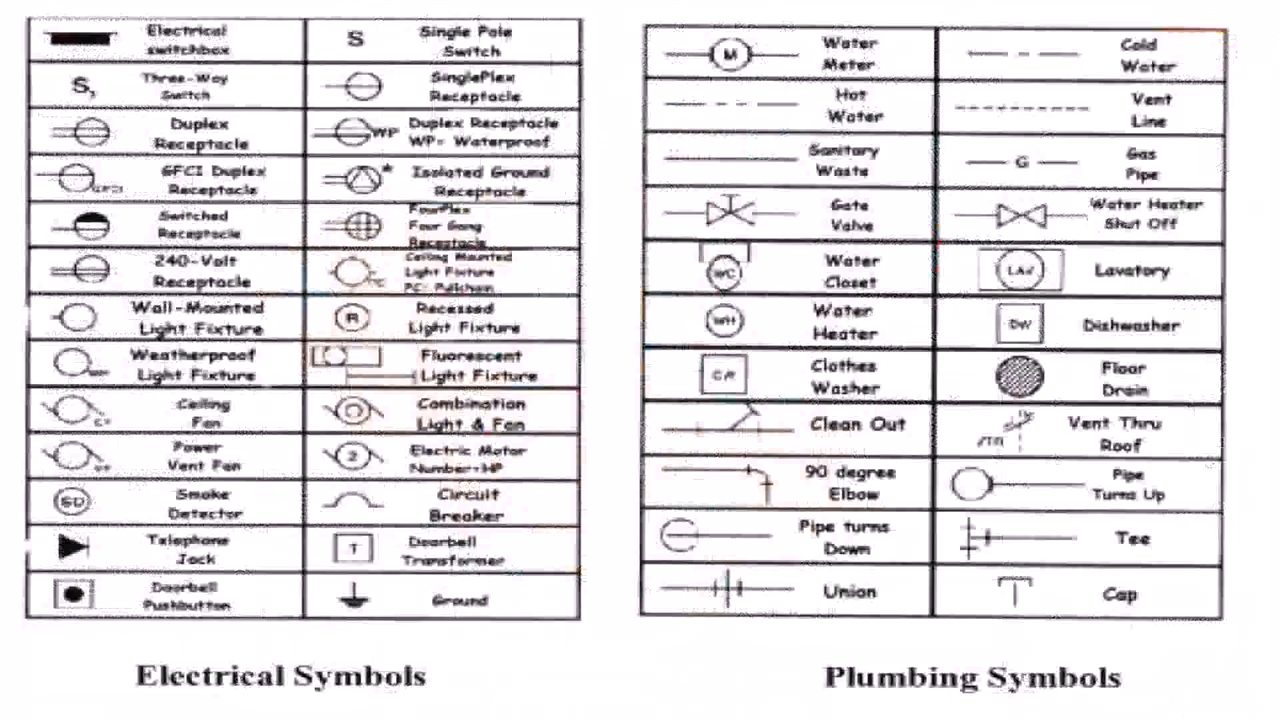 Electrical
switchbox
S
Single Pole
Switch
S3
Three-Way
Switch
SinglePlex
Receptacle
Duplex
Receptacle
WP
Duplex Receptacle
WP= Waterproof
GFCI
GFCI Duplex
Receptacle
*
Isolated Ground
Receptacle
Switched
Receptacle
FourPlex
Four Gang
Receptacle
240-Volt
Receptacle
PC
Ceiling Mounted
Light Fixture
PC= Pullchain
Wall-Mounted
Light Fixture
R
Recessed
Light Fixture
WP
Weatherproof
Light Fixture
Fluorescent
Light Fixture
Ceiling
Fan
Combination
Light & Fan
Power
Vent Fan
2
Electric Motor
Number=HP
SD
Smoke
Detector
Circuit
Breaker
Telephone
Jack
T
Doorbell
Transformer
Doorbell
Pushbutton
Ground
Electrical Symbols
M
Water
Meter
Cold
Water
Hot
Water
Vent
Line
Sanitary
Waste
G
Gas
Pipe
Gate
Valve
Water Heater
Shut Off
WC
Water
Closet
LAV
Lavatory
WH
Water
Heater
DW
Dishwasher
Clothes
Washer
Floor
Drain
Clean Out
Vent Thru
Roof
90 degree
Elbow
Pipe
Turns Up
Pipe turns
Down
Tee
Union
Cap
Plumbing Symbols